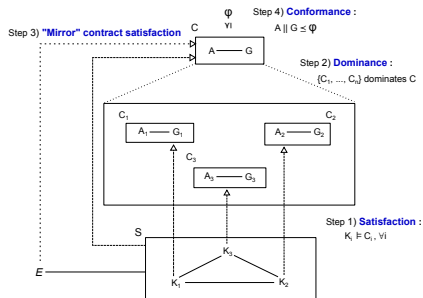 φ
Step 4) Conformance :
C
≥
A || G ≼ φ
Step 3) "Mirror" contract satisfaction
A G
Step 2) Dominance :
{C1, ..., Cn} dominates C
C1 C2
A1 G1 A2 G2
C3
A3 G3
Step 1) Satisfaction :
S
Ki ⊨ Ci , ∀i
K3
E
K1 K2